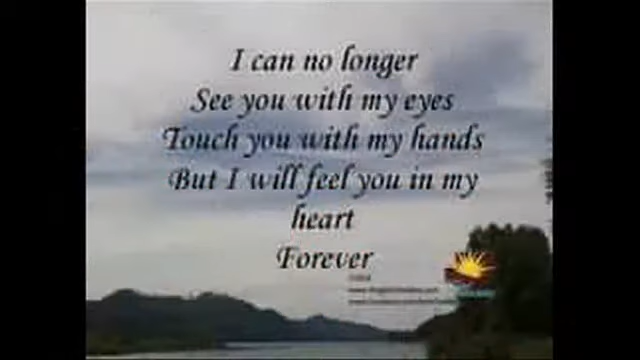 I can no longer
See you with my eyes
Touch you with my hands
But I will feel you in my
heart
Forever